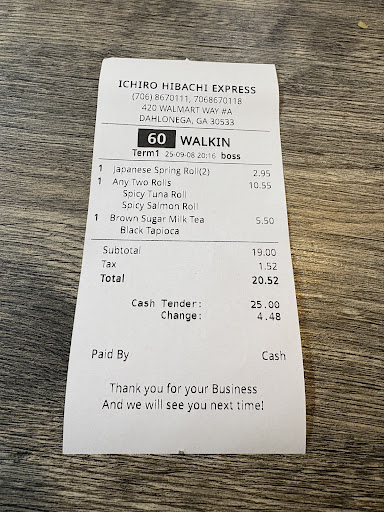 ICHIRO HIBACHI EXPRESS
(706) 8670111, 7068670118
420 WALMART WAY #A
DAHLONEGA, GA 30533
60 WALKIN
Term1 25-09-08 20:16 boss
1 Japanese Spring Roll(2) 2.95
1 Any Two Rolls 10.55
Spicy Tuna Roll
Spicy Salmon Roll
1 Brown Sugar Milk Tea 5.50
Black Tapioca
Subtotal 19.00
Tax 1.52
Total 20.52
Cash Tender: 25.00
Change: 4.48
Paid By Cash
Thank you for your Business
And we will see you next time!